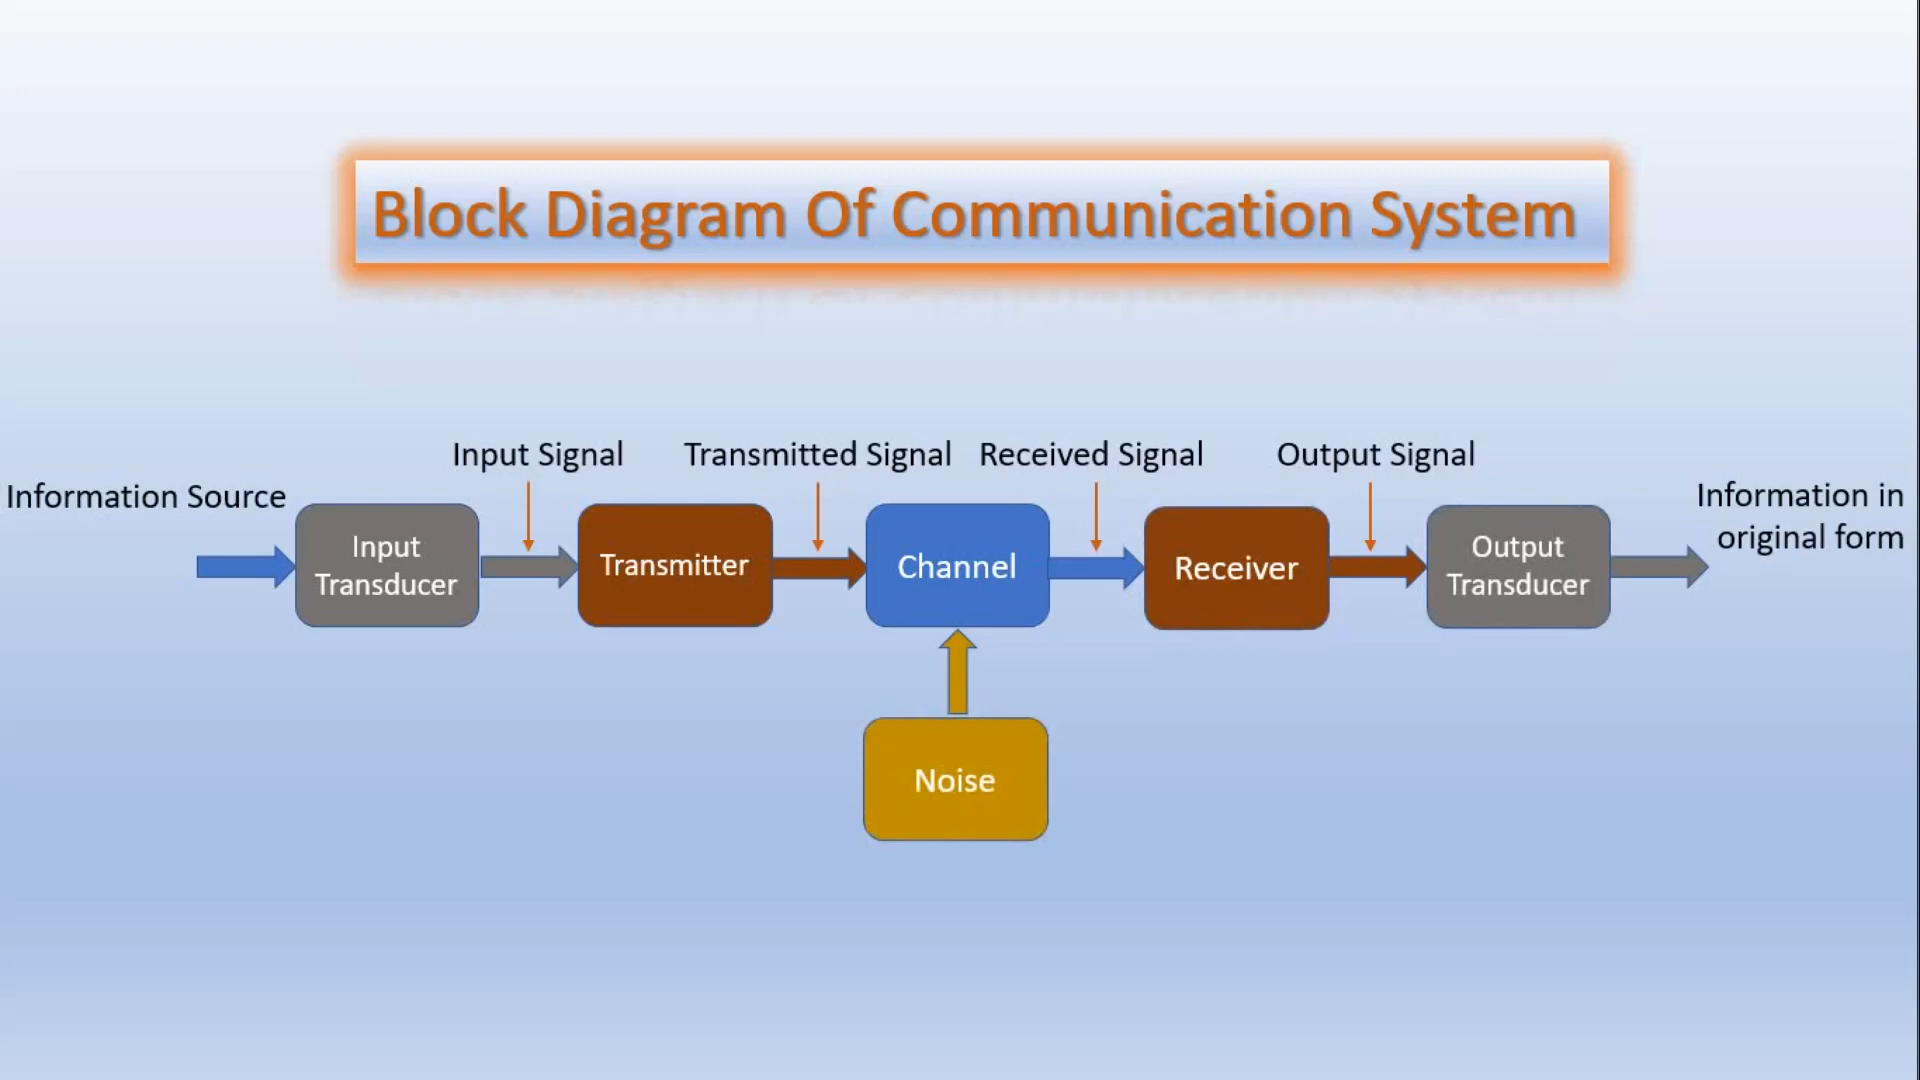 Block Diagram Of Communication System
Input Signal
Transmitted Signal
Received Signal
Output Signal
Information Source
Information in
original form
Input
Transducer
Transmitter
Channel
Receiver
Output
Transducer
Noise